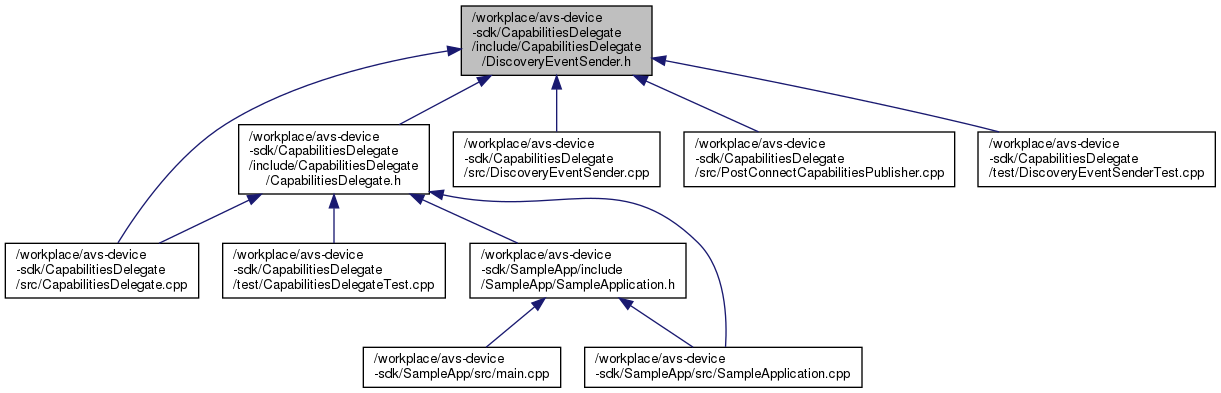 /workplace/avs-device
-sdk/CapabilitiesDelegate
/include/CapabilitiesDelegate
/DiscoveryEventSender.h
/workplace/avs-device
-sdk/CapabilitiesDelegate
/include/CapabilitiesDelegate
/CapabilitiesDelegate.h
/workplace/avs-device
-sdk/CapabilitiesDelegate
/src/DiscoveryEventSender.cpp
/workplace/avs-device
-sdk/CapabilitiesDelegate
/src/PostConnectCapabilitiesPublisher.cpp
/workplace/avs-device
-sdk/CapabilitiesDelegate
/test/DiscoveryEventSenderTest.cpp
/workplace/avs-device
-sdk/CapabilitiesDelegate
/src/CapabilitiesDelegate.cpp
/workplace/avs-device
-sdk/CapabilitiesDelegate
/test/CapabilitiesDelegateTest.cpp
/workplace/avs-device
-sdk/SampleApp/include
/SampleApp/SampleApplication.h
/workplace/avs-device
-sdk/SampleApp/src/main.cpp
/workplace/avs-device
-sdk/SampleApp/src/SampleApplication.cpp